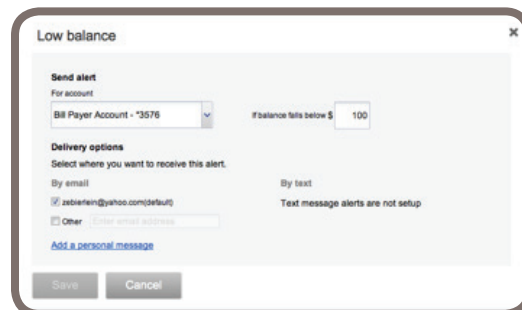 Low balance
Send alert
For account
Bill Payer Account - *3576
If balance falls below $ 100
Delivery options
Select where you want to receive this alert.
By email
By text
zebierlein@yahoo.com(default)
Text message alerts are not setup
Other Enter email address
Add a personal message
Save Cancel